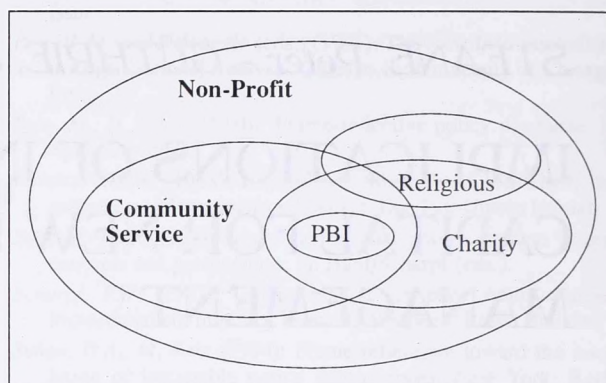 Non-Profit
Religious
Community
Service
PBI
Charity